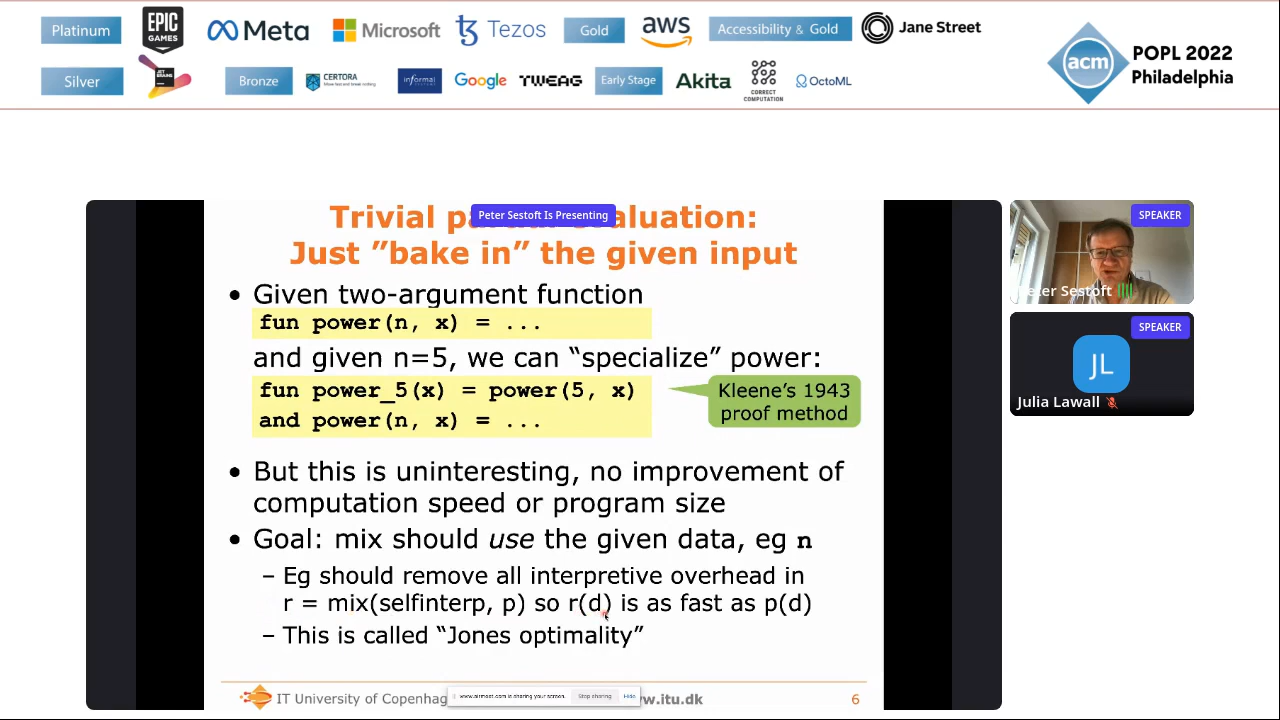 Platinum
EPIC
GAMES
Meta
Microsoft
Tezos
Gold
aws
Accessibility & Gold
Jane Street
acm
POPL 2022
Philadelphia
Silver
JET
BRAINS
Bronze
CERTORA
informal
Google
TWEAG
Early Stage
Akita
CORRECT
COMPUTATION
OctoML
Trivial p
Peter Sestoft Is Presenting
aluation:
Just ”bake in” the given input
• Given two-argument function
fun power(n, x) = ...
and given n=5, we can “specialize” power:
fun power_5(x) = power(5, x)
and power(n, x) = ...
Kleene’s 1943
proof method
• But this is uninteresting, no improvement of
computation speed or program size
• Goal: mix should use the given data, eg n
– Eg should remove all interpretive overhead in
r = mix(selfinterp, p) so r(d) is as fast as p(d)
– This is called “Jones optimality”
IT University of Copenhag
www.airmeet.com is sharing your screen.
Stop sharing
Hide
w.itu.dk
6
SPEAKER
Peter Sestoft
SPEAKER
JL
Julia Lawall